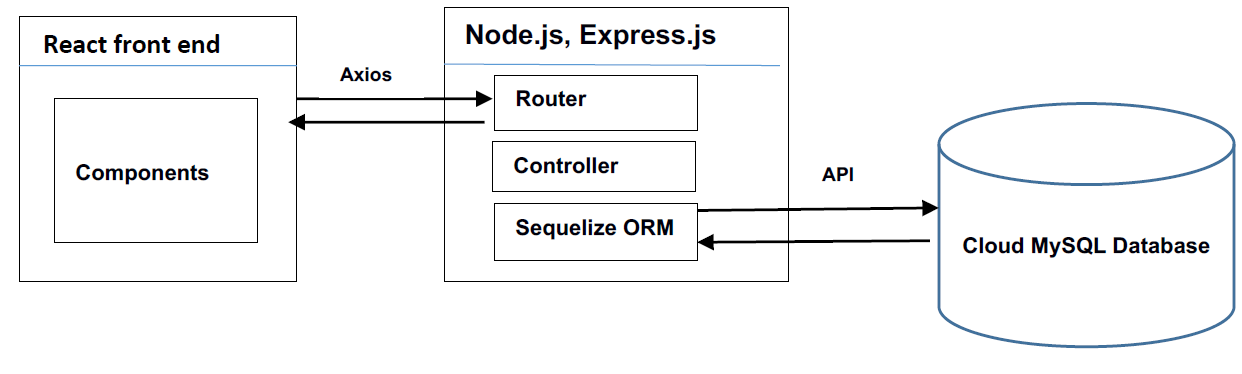 React front end
Components
Axios
Node.js, Express.js
Router
Controller
Sequelize ORM
API
Cloud MySQL Database